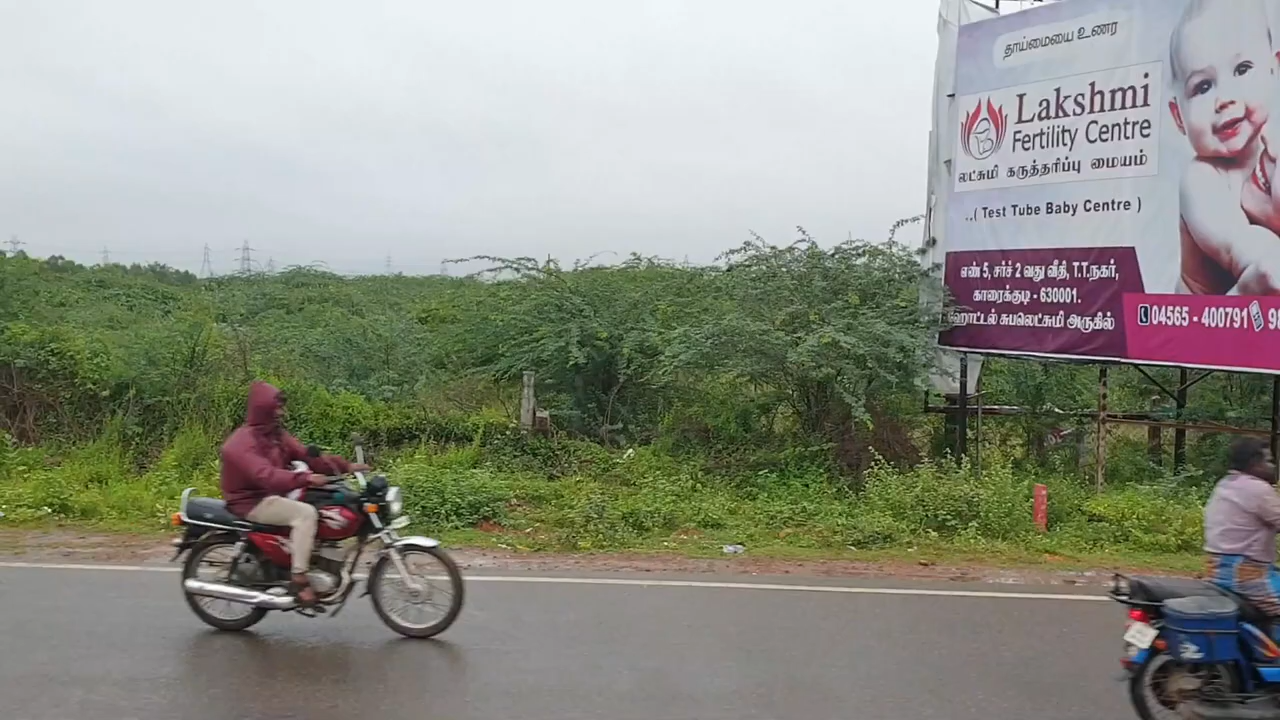 தாய்மையை உணர
Lakshmi
Fertility Centre
லட்சுமி கருத்தரிப்பு மையம்
..( Test Tube Baby Centre )
எண் 5, சர்ச் 2 வது வீதி, T.T.நகர்,
காரைக்குடி - 630001.
ஹோட்டல் சுபலெட்சுமி அருகில்
04565 - 400791